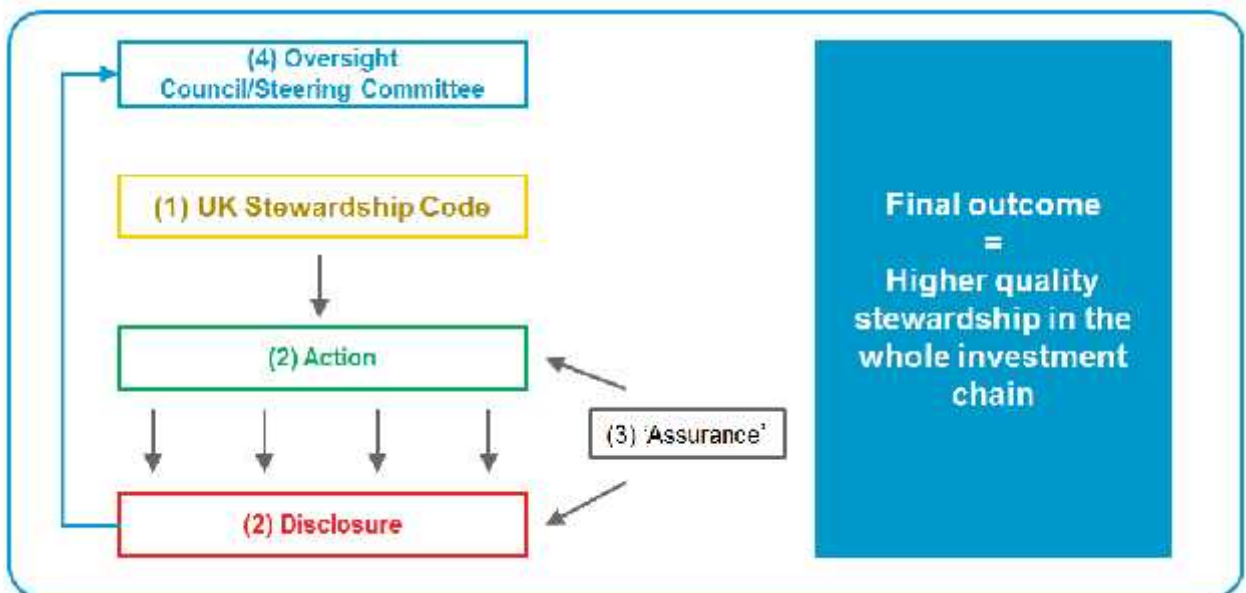 (4) Oversight
Council/Steering Committee
(1) UK Stewardship Code
(2) Action
(3) 'Assurance'
(2) Disclosure
Final outcome
=
Higher quality
stewardship in the
whole investment
chain